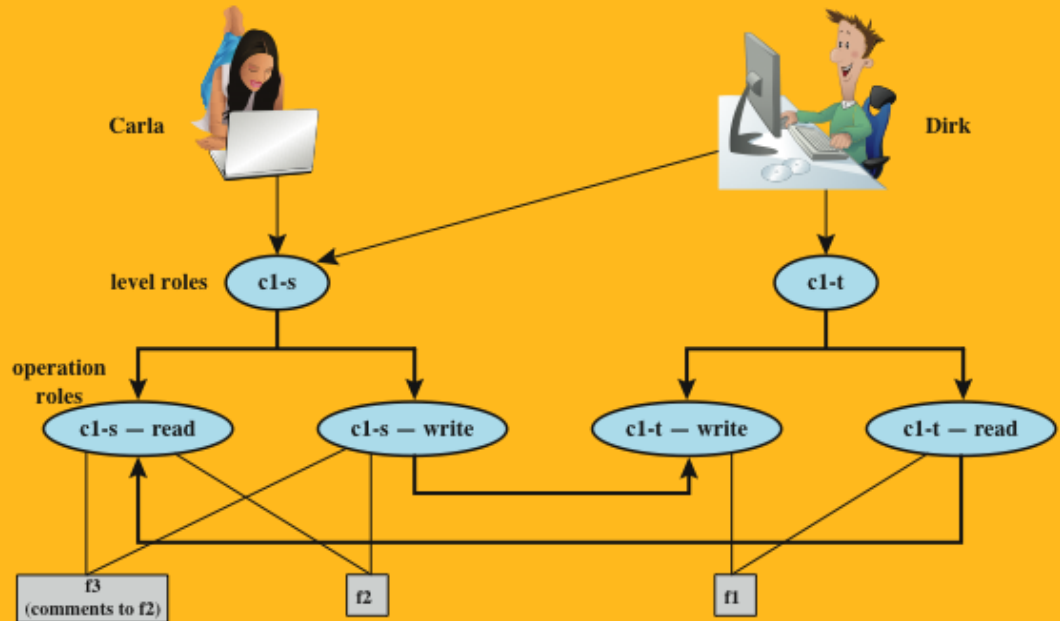 Carla
Dirk
level roles
c1-s
c1-t
operation
roles
c1-s — read
c1-s — write
c1-t — write
c1-t — read
f3
(comments to f2)
f2
f1